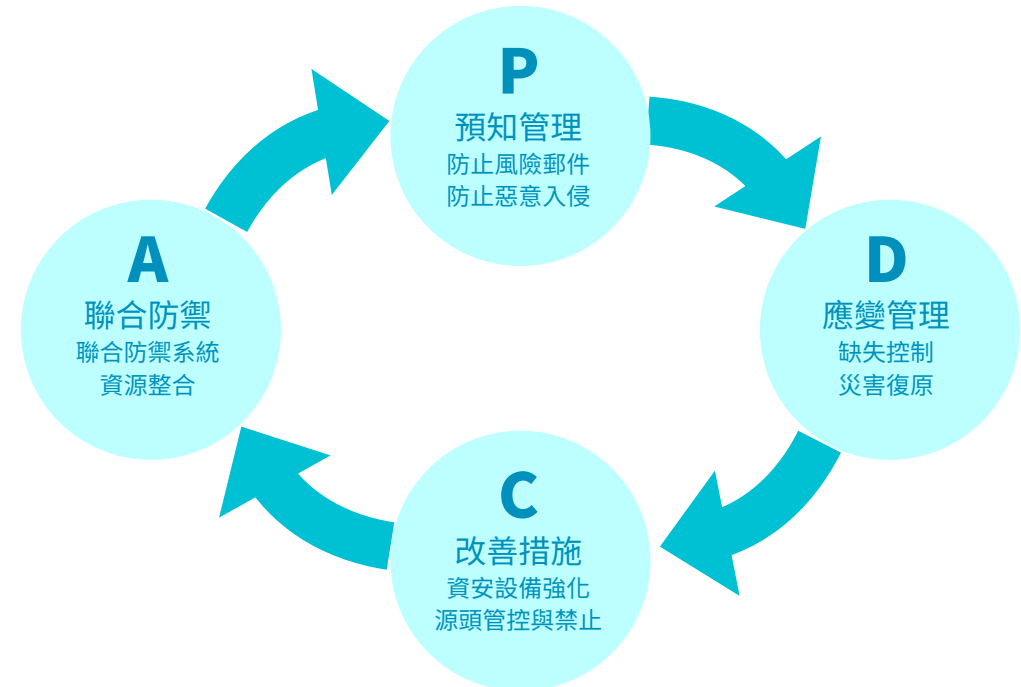 P
預知管理
防止風險郵件
防止惡意入侵
D
應變管理
缺失控制
災害復原
C
改善措施
資安設備強化
源頭管控與禁止
A
聯合防禦
聯合防禦系統
資源整合